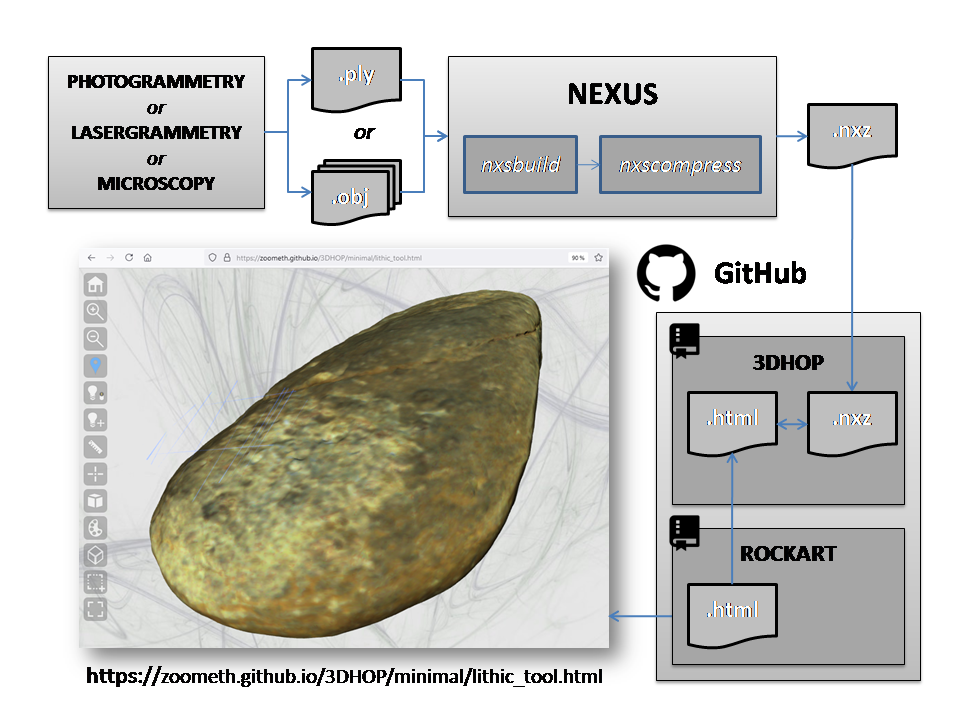 PHOTOGRAMMETRY
or
LASERGRAMMETRY
or
MICROSCOPY
.ply
or
.obj
NEXUS
nxsbuild
nxscompress
.nxz
https://zoometh.github.io/3DHOP/minimal/lithic_tool.html
90%
GitHub
3DHOP
.html
.nxz
ROCKART
.html
https://zoometh.github.io/3DHOP/minimal/lithic_tool.html